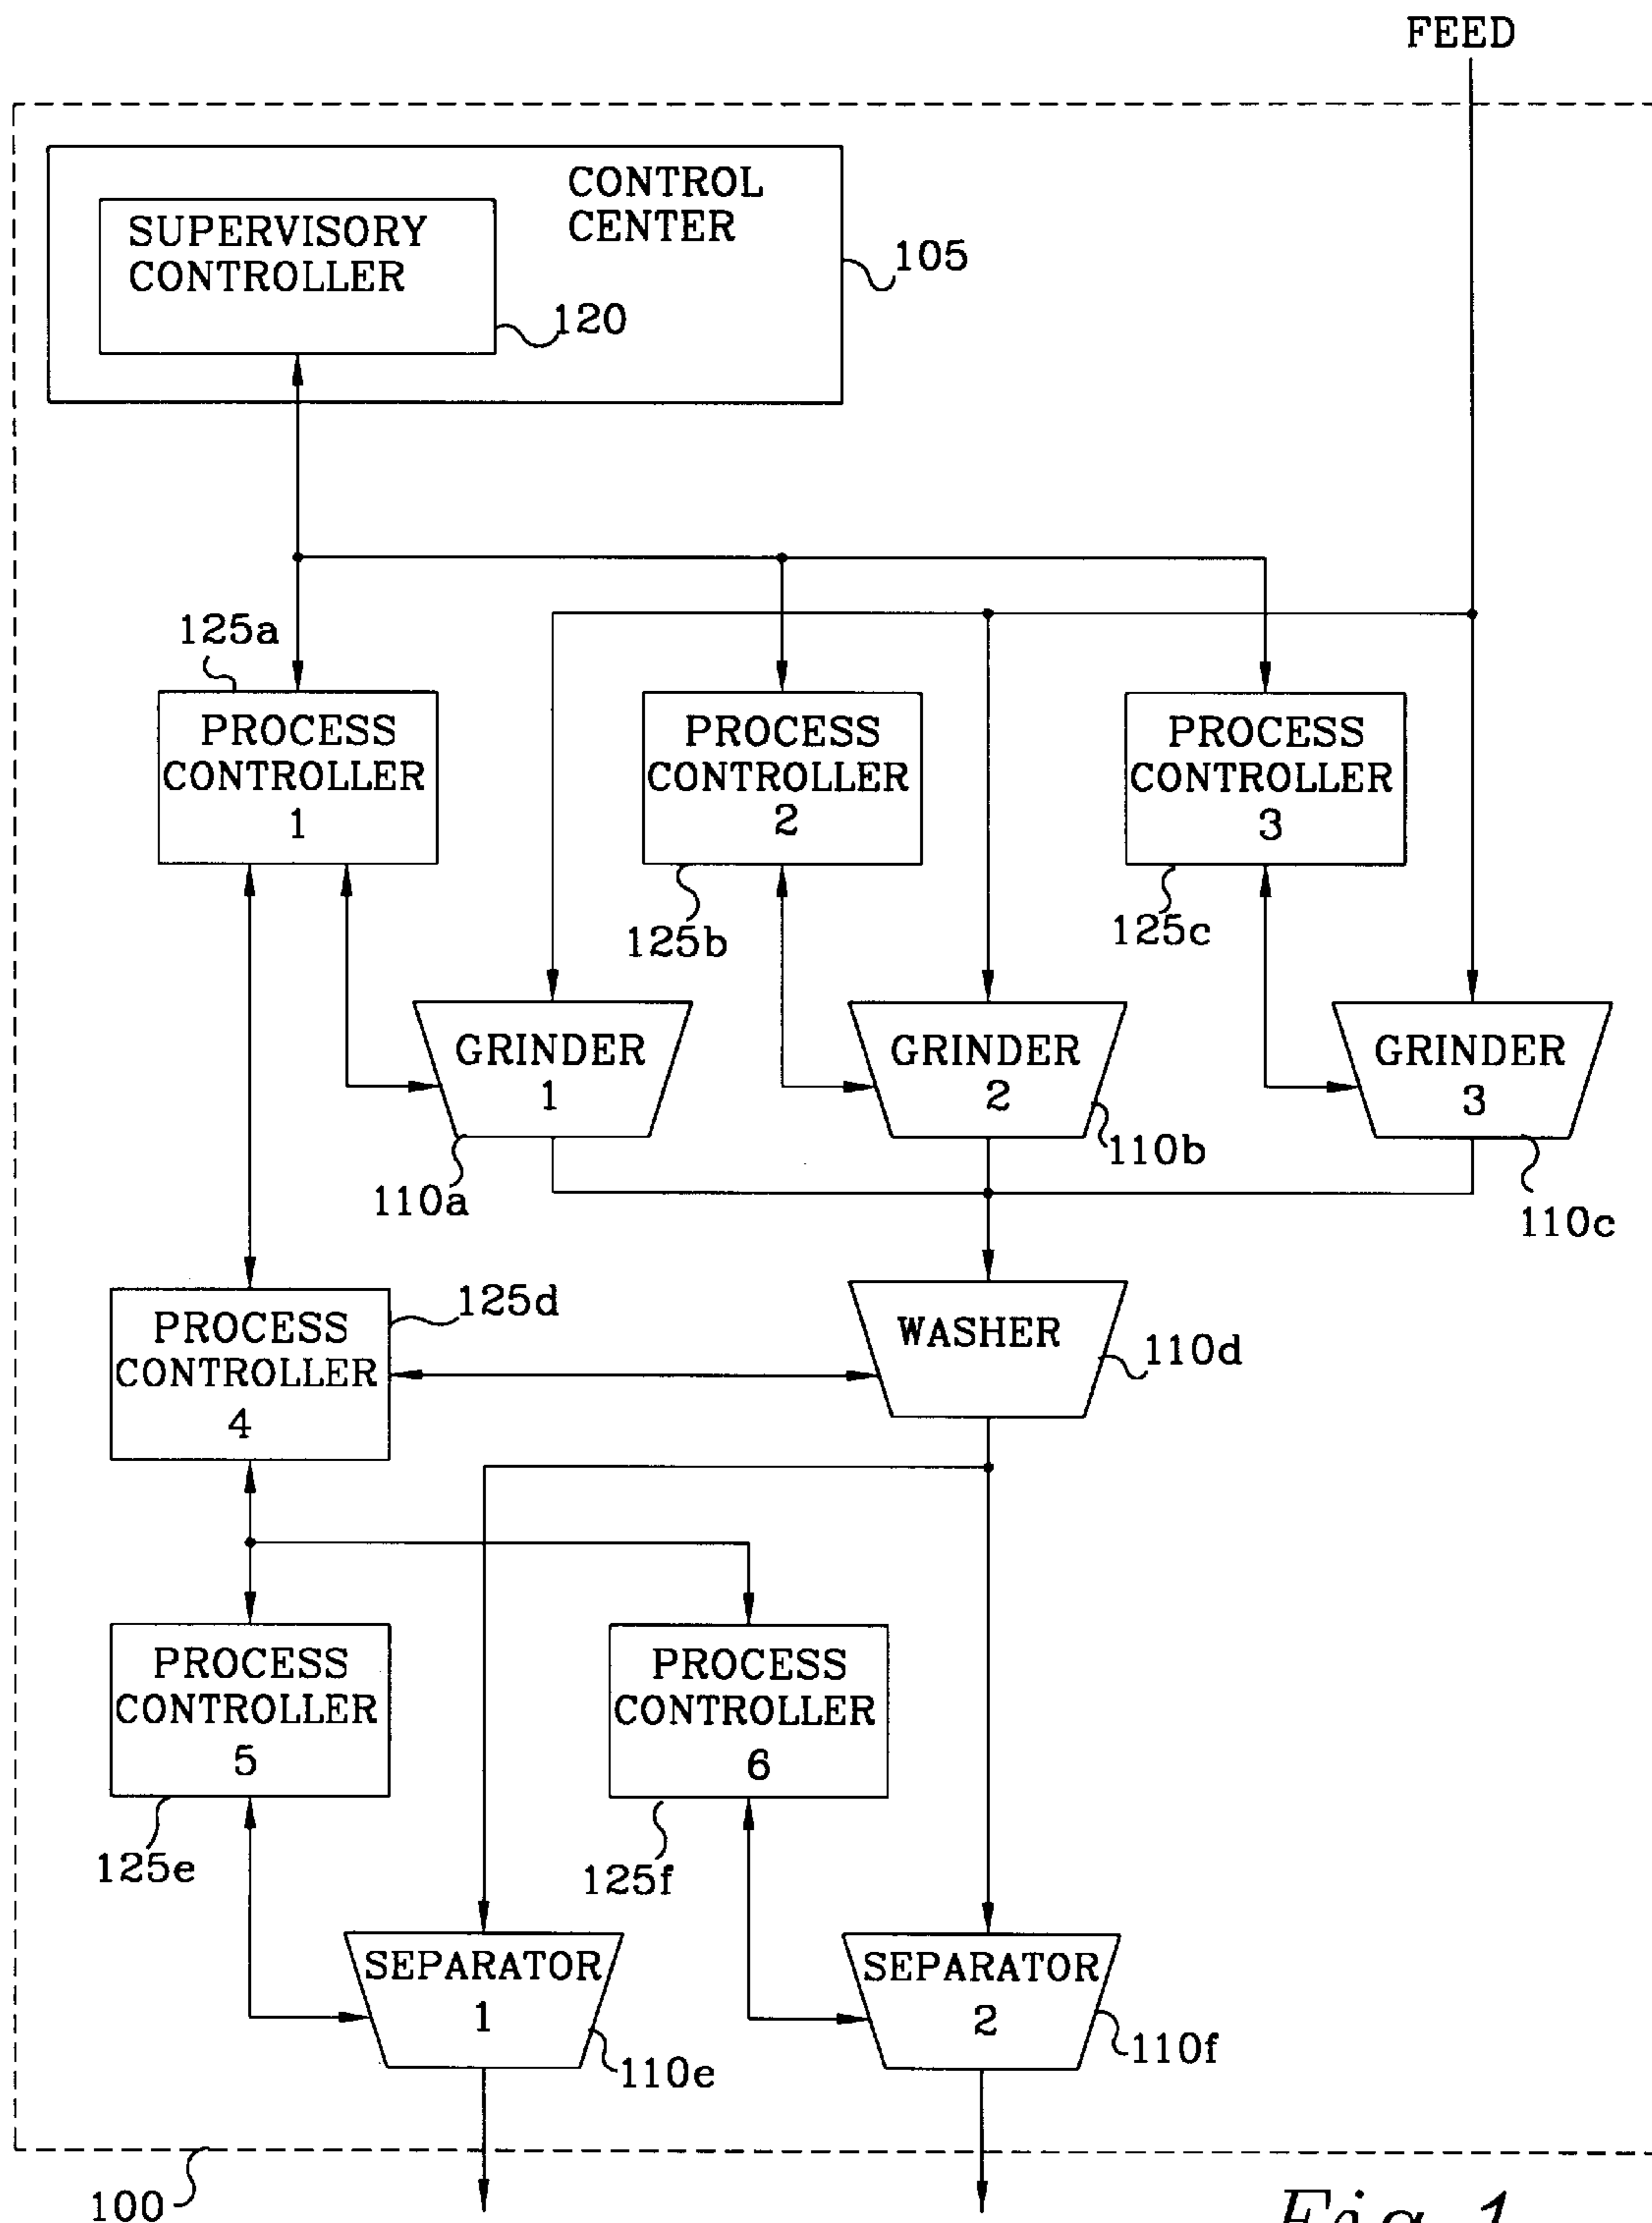 FEED
CONTROL
CENTER
SUPERVISORY
CONTROLLER
105
120
125a
PROCESS
CONTROLLER
1
PROCESS
CONTROLLER
2
PROCESS
CONTROLLER
3
125b
125c
GRINDER
1
GRINDER
2
GRINDER
3
110a
110b
110c
125d
PROCESS
CONTROLLER
4
WASHER
110d
PROCESS
CONTROLLER
5
PROCESS
CONTROLLER
6
125e
125f
SEPARATOR
1
SEPARATOR
2
110e
110f
100
Fig. 1